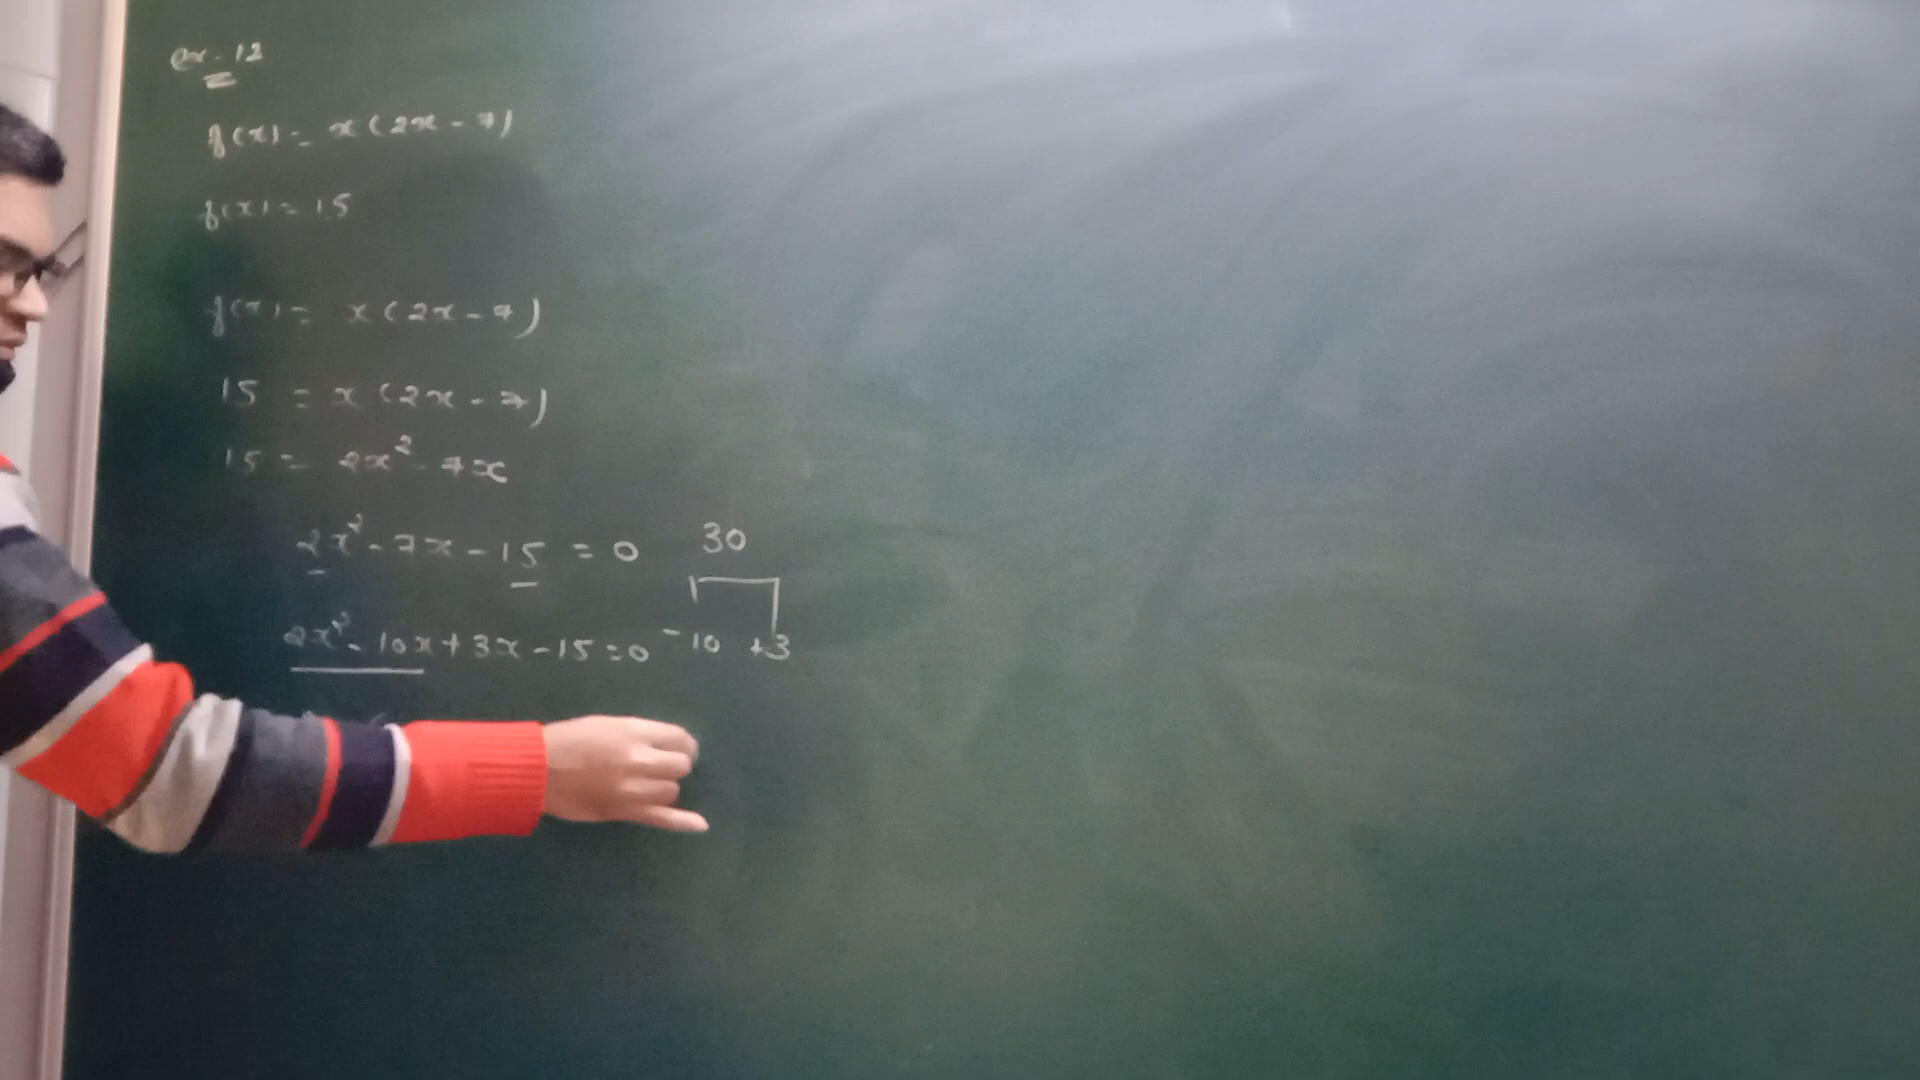 ex-12
f(x) = x(2x-7)
f(x) = 15
f(x) = x(2x-7)
15 = x(2x-7)
15 = 2x² - 7x
2x² - 7x - 15 = 0 30
2x² - 10x + 3x - 15 = 0 -10 +3